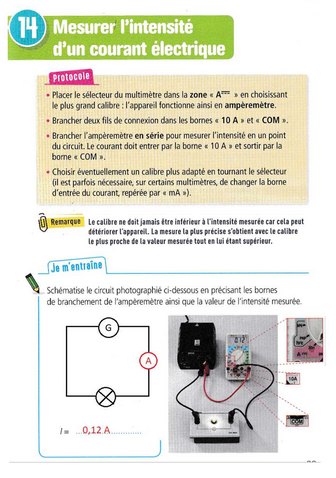 14 Mesurer l'intensité
d'un courant électrique
Protocole
• Placer le sélecteur du multimètre dans la zone « A⎓ » en choisissant
le plus grand calibre : l'appareil fonctionne ainsi en ampèremètre.
• Brancher deux fils de connexion dans les bornes « 10 A » et « COM ».
• Brancher l'ampèremètre en série pour mesurer l'intensité en un point
du circuit. Le courant doit entrer par la borne « 10 A » et sortir par la
borne « COM ».
• Choisir éventuellement un calibre plus adapté en tournant le sélecteur
(il est parfois nécessaire, sur certains multimètres, de changer la borne
d'entrée du courant, repérée par « mA »).
Remarque Le calibre ne doit jamais être inférieur à l'intensité mesurée car cela peut
détériorer l'appareil. La mesure la plus précise s'obtient avec le calibre
le plus proche de la valeur mesurée tout en lui étant supérieur.
Je m'entraîne
Schématise le circuit photographié ci-dessous en précisant les bornes
de branchement de l'ampèremètre ainsi que la valeur de l'intensité mesurée.
G
A
I = ...0,12 A.............
0.12
A
10A
COM